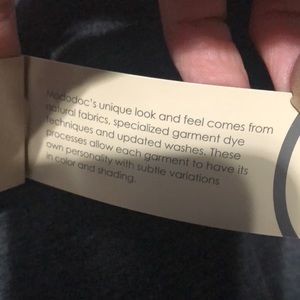 Mododoc's unique look and feel comes from
natural fabrics, specialized garment dye
techniques and updated washes. These
processes allow each garment to have its
own personality with subtle variations
in color and shading.